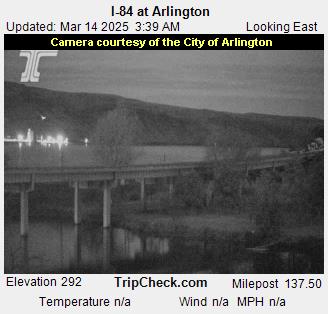 I-84 at Arlington
Updated: Mar 14 2025  3:39 AM Looking East
Camera courtesy of the City of Arlington
Elevation 292 TripCheck.com Milepost 137.50
Temperature n/a Wind n/a MPH n/a